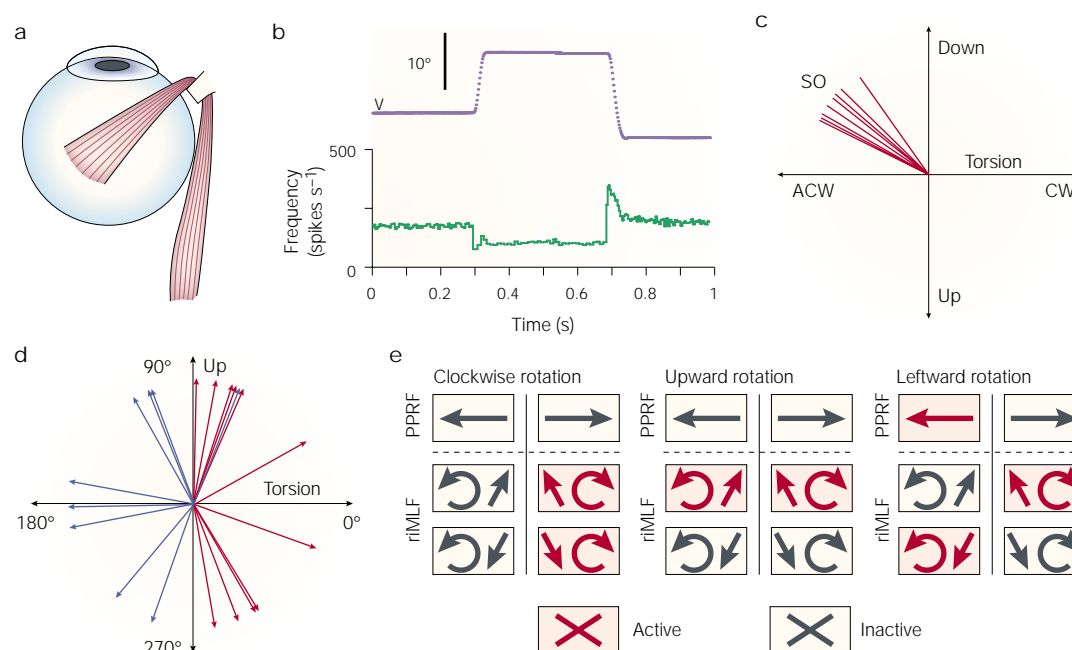 a
b
10°
V
500
0
Frequency
(spikes s–1)
0
0.2
0.4
0.6
0.8
1
Time (s)
c
Down
SO
Torsion
ACW
CW
Up
d
90°
Up
Torsion
180°
0°
270°
e
Clockwise rotation
Upward rotation
Leftward rotation
PPRF
PPRF
PPRF
riMLF
riMLF
riMLF
Active
Inactive